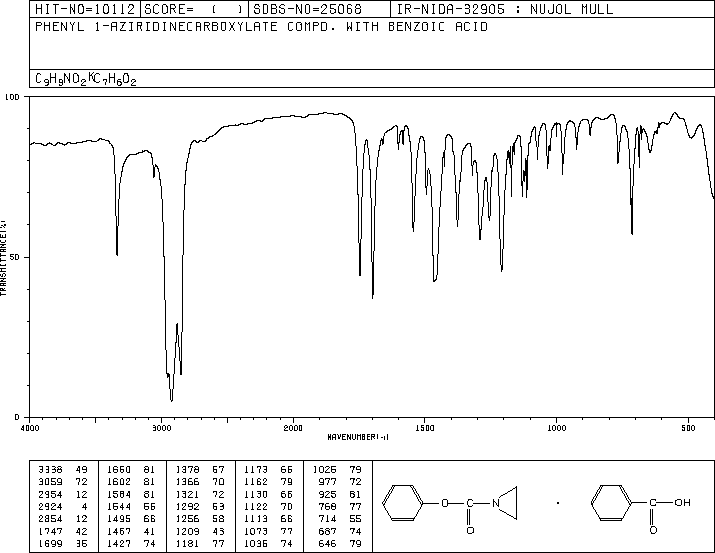 HIT-NO=10112 SCORE= ( ) SDBS-NO=25068 IR-NIDA-32905 : NUJOL MULL
PHENYL 1-AZIRIDINECARBOXYLATE COMPD. WITH BENZOIC ACID
C9H9NO2·C7H6O2
100
50
0
TRANSMITTANCE(%)
4000 3000 2000 1500 1000 500
WAVENUMBER(-1)
3338 49 1660 81 1378 67 1173 66 1026 79
3059 72 1602 81 1366 70 1162 79 977 72
2954 12 1584 81 1321 72 1130 66 925 81
2924 4 1544 56 1292 53 1122 70 768 77
2854 12 1495 66 1256 58 1113 66 714 55
1747 42 1467 41 1209 43 1073 77 687 74
1699 35 1427 74 1181 77 1036 74 646 79
O C N · C OH
O O